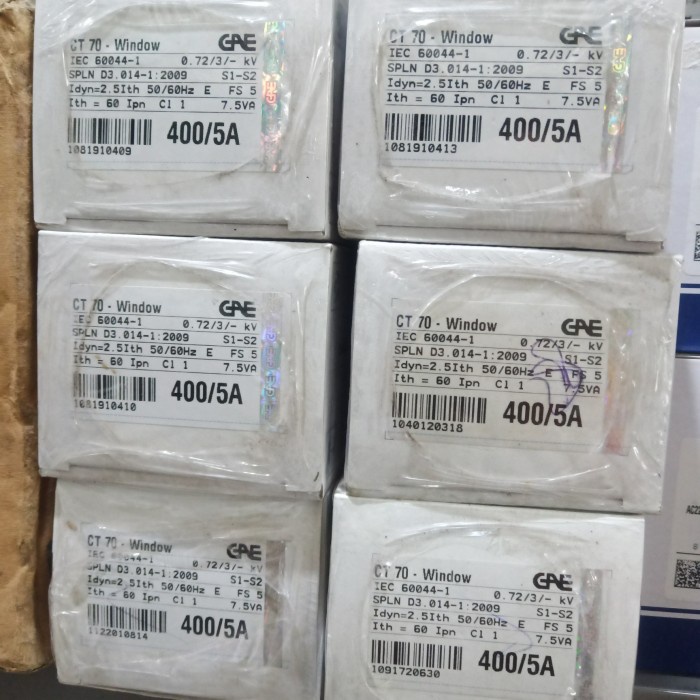 CT 70 - Window GAE
IEC 60044-1 0.72/3/- kV
SPLN D3.014-1:2009 S1-S2
Idyn=2.5Ith 50/60Hz E FS 5
Ith = 60 Ipn Cl 1 7.5VA
400/5A
1081910409
CT 70 - Window GAE
IEC 60044-1 0.72/3/- kV
SPLN D3.014-1:2009 S1-S2
Idyn=2.5Ith 50/60Hz E FS 5
Ith = 60 Ipn Cl 1 7.5VA
400/5A
1081910413
CT 70 - Window GAE
IEC 60044-1 0.72/3/- kV
SPLN D3.014-1:2009 S1-S2
Idyn=2.5Ith 50/60Hz E FS 5
Ith = 60 Ipn Cl 1 7.5VA
400/5A
1081910410
CT 70 - Window GAE
IEC 60044-1 0.72/3/- kV
SPLN D3.014-1:2009 S1-S2
Idyn=2.5Ith 50/60Hz E FS 5
Ith = 60 Ipn Cl 1 7.5VA
400/5A
1040120318
CT 70 - Window GAE
IEC 60044-1 0.72/3/- kV
SPLN D3.014-1:2009 S1-S2
Idyn=2.5Ith 50/60Hz E FS 5
Ith = 60 Ipn Cl 1 7.5VA
400/5A
1122010814
CT 70 - Window GAE
IEC 60044-1 0.72/3/- kV
SPLN D3.014-1:2009 S1-S2
Idyn=2.5Ith 50/60Hz E FS 5
Ith = 60 Ipn Cl 1 7.5VA
400/5A
1091720630